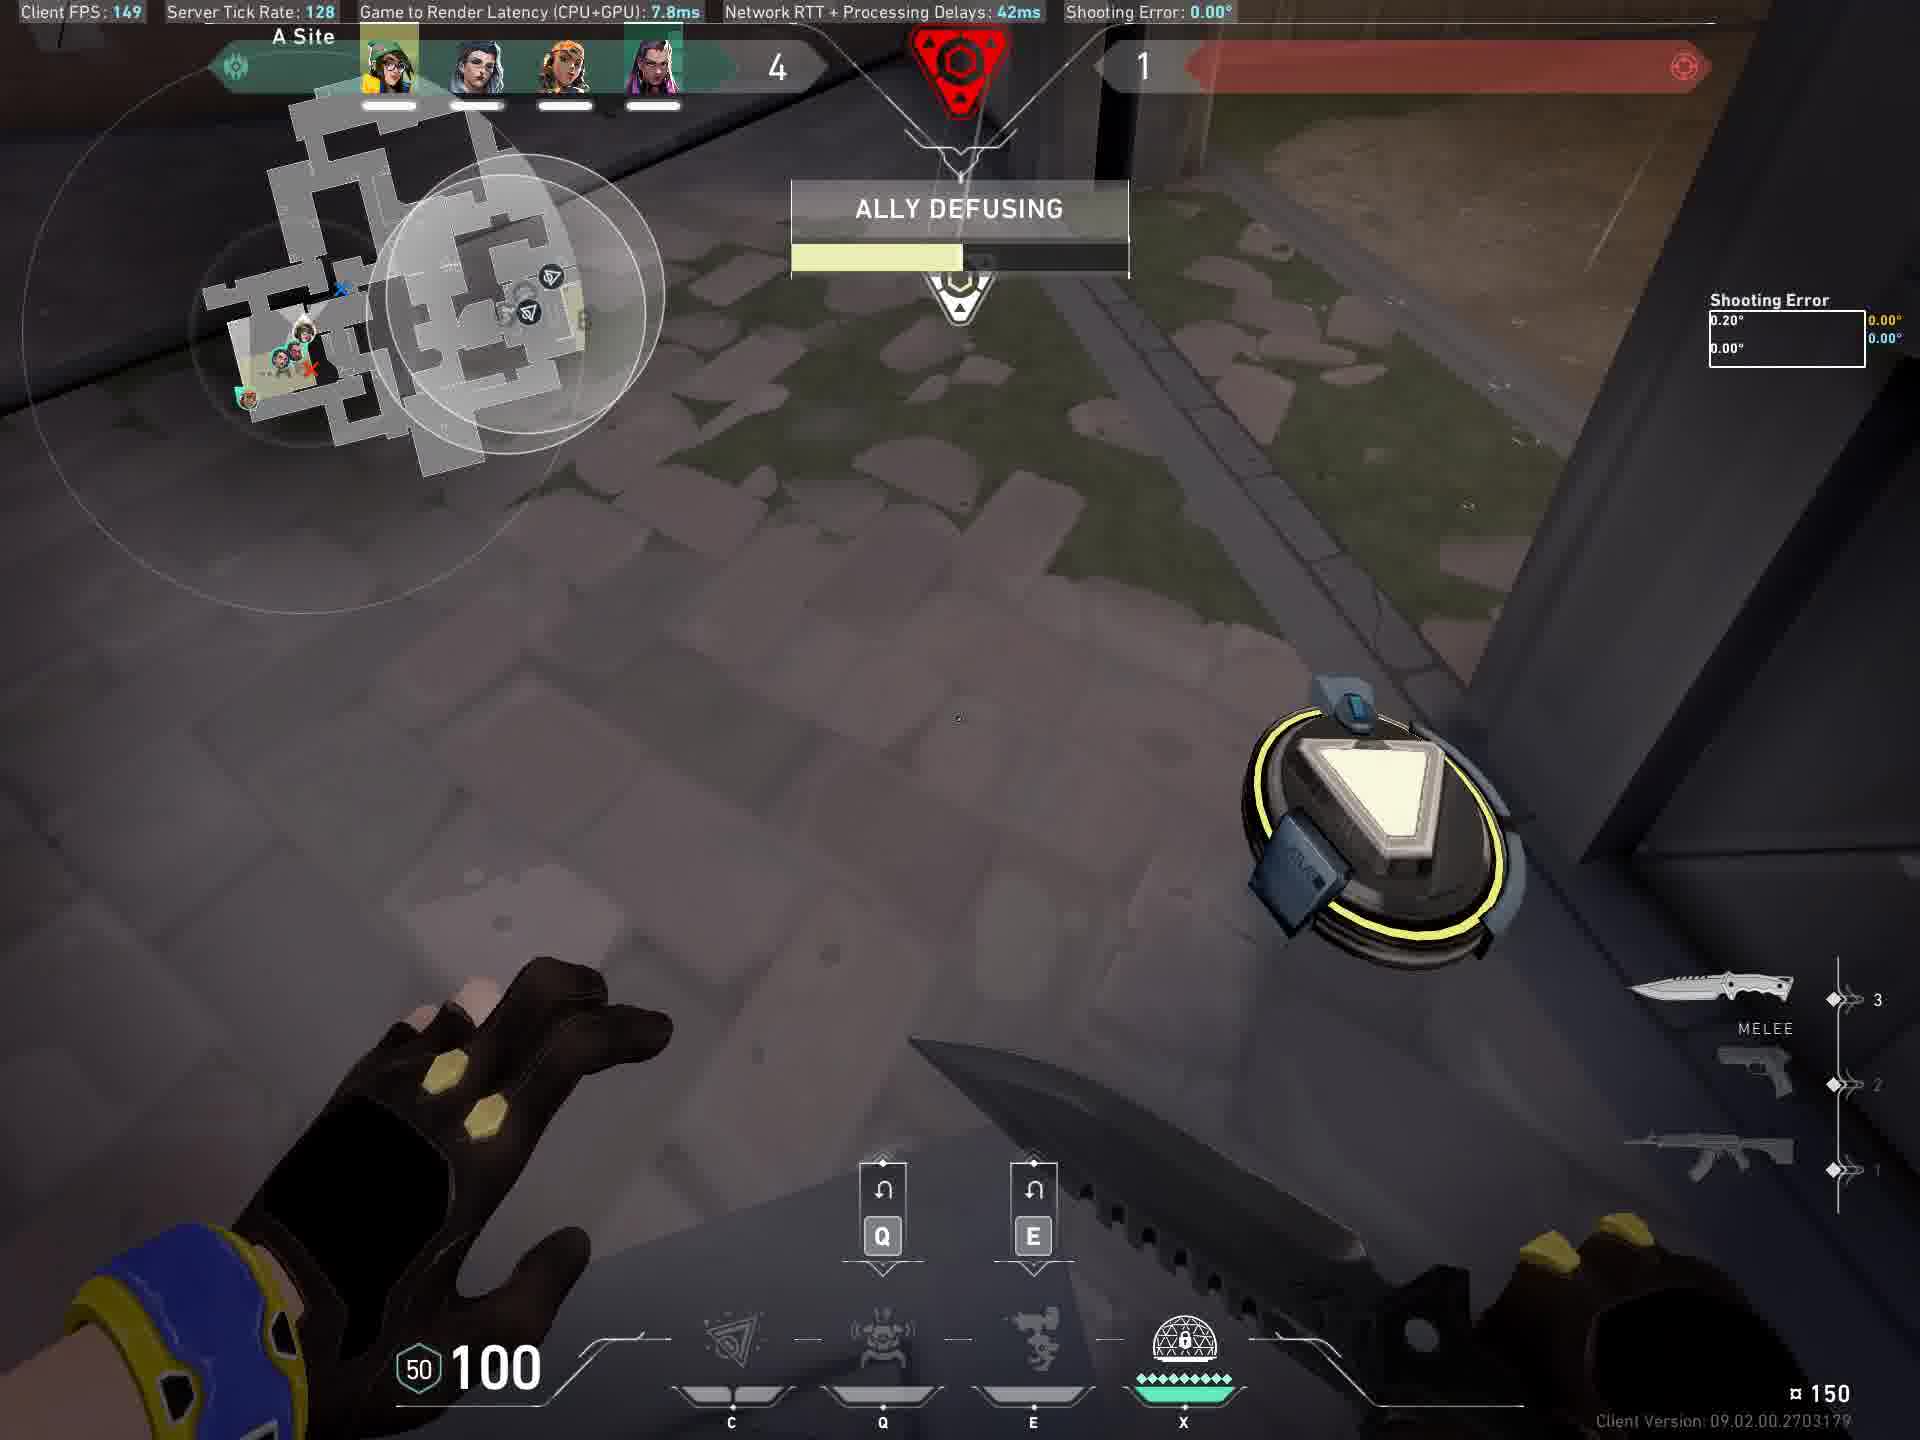 Client FPS: 149 Server Tick Rate: 128 Game to Render Latency (CPU+GPU): 7.8ms Network RTT + Processing Delays: 42ms Shooting Error: 0.00°
A Site
4
1
ALLY DEFUSING
B
A
Shooting Error
0.20°
0.00°
0.00°
0.00°
3
MELEE
2
1
Q
E
50
100
C
Q
E
X
¤ 150
Client Version: 09.02.00.2703179